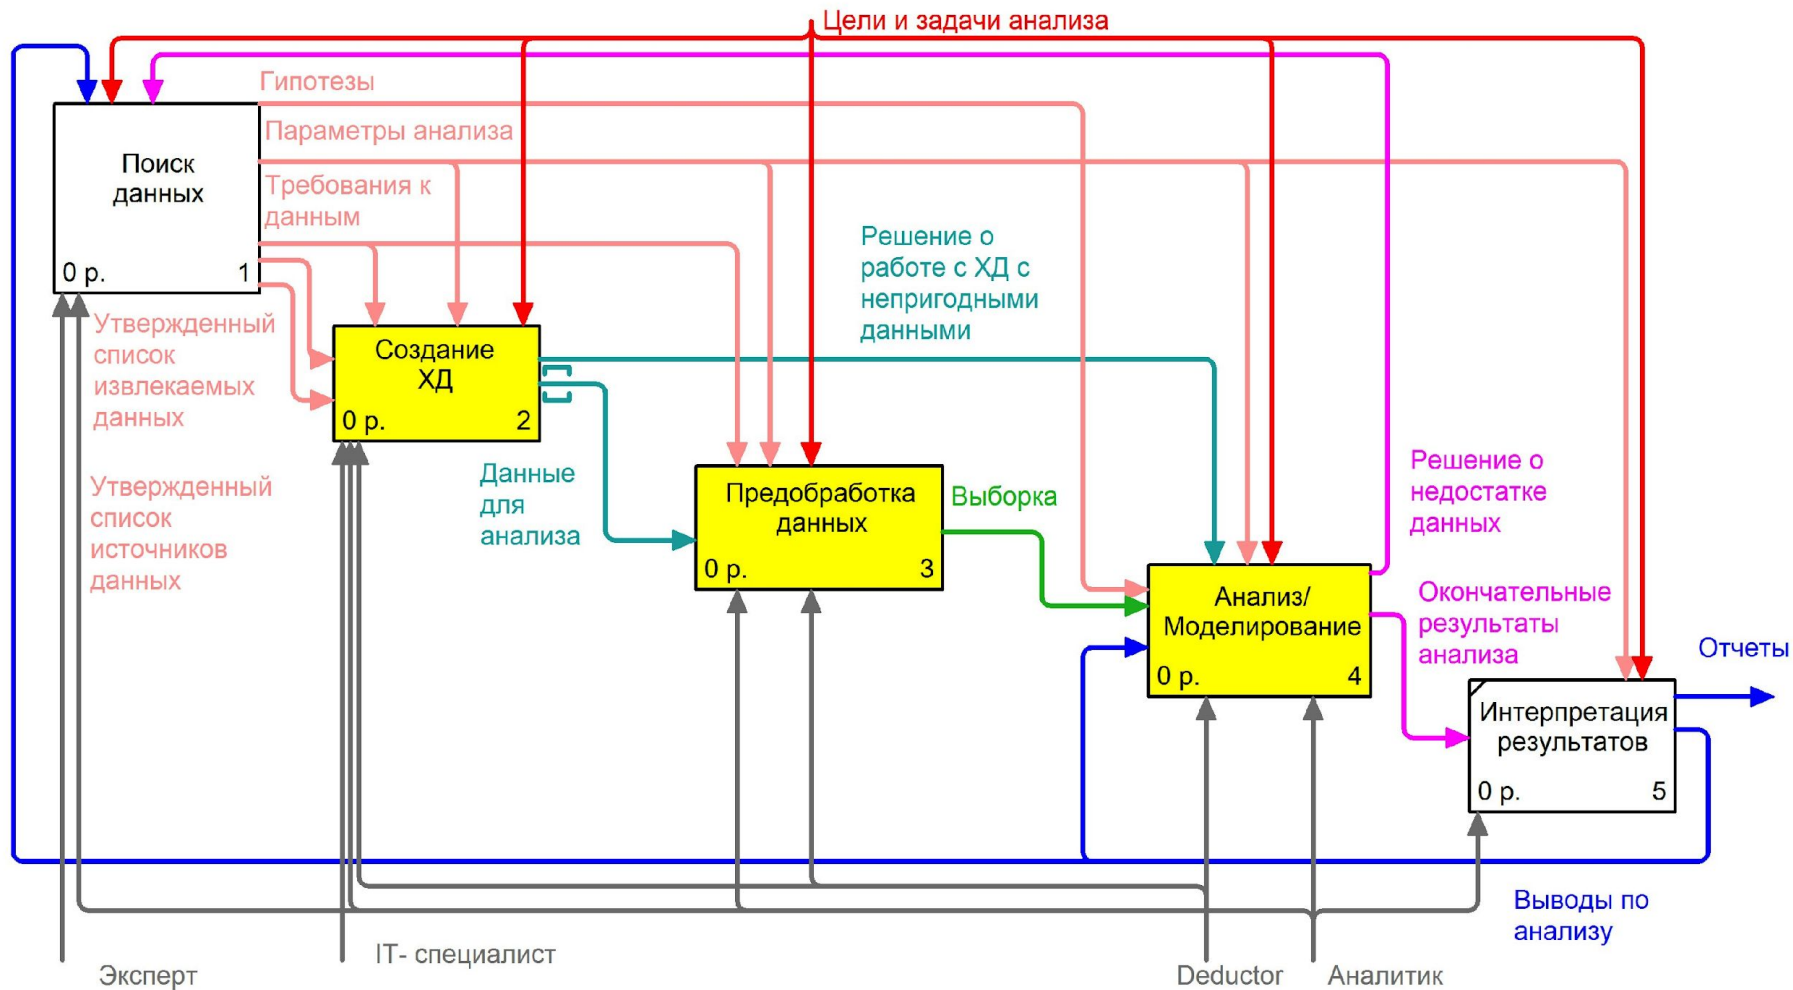 Цели и задачи анализа
Гипотезы
Параметры анализа
Поиск
данных
0 р.
1
Требования к
данным
Решение о
работе с ХД с
непригодными
данными
Утвержденный
список
извлекаемых
данных
Создание
ХД
0 р.
2
Утвержденный
список
источников
данных
Данные
для
анализа
Предобработка
данных
0 р.
3
Выборка
Решение о
недостатке
данных
Анализ/
Моделирование
0 р.
4
Окончательные
результаты
анализа
Отчеты
Интерпретация
результатов
0 р.
5
Выводы по
анализу
Эксперт
IT- специалист
Deductor
Аналитик